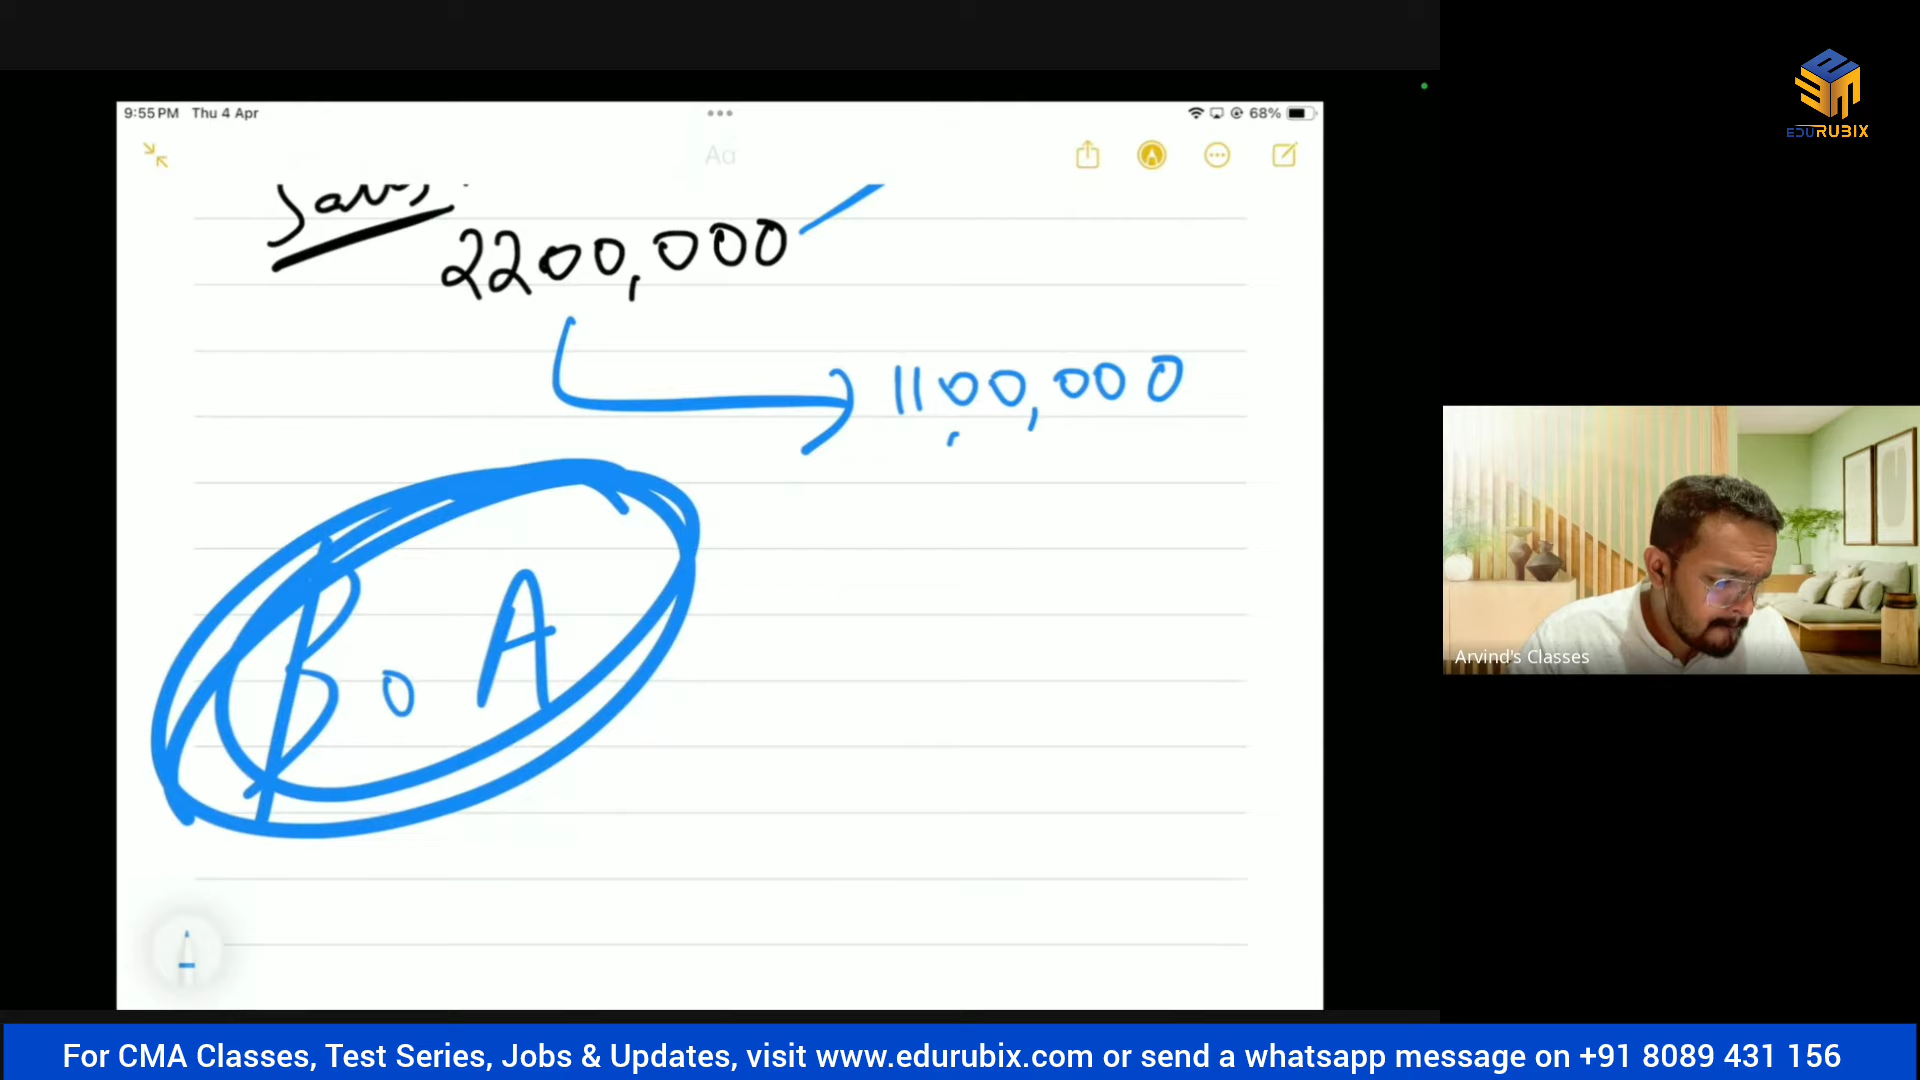 EDURUBIX
9:55 PM Thu 4 Apr
68%
Aa
Sales
2200,000
1100,000
B o A
Arvind's Classes
For CMA Classes, Test Series, Jobs & Updates, visit www.edurubix.com or send a whatsapp message on +91 8089 431 156